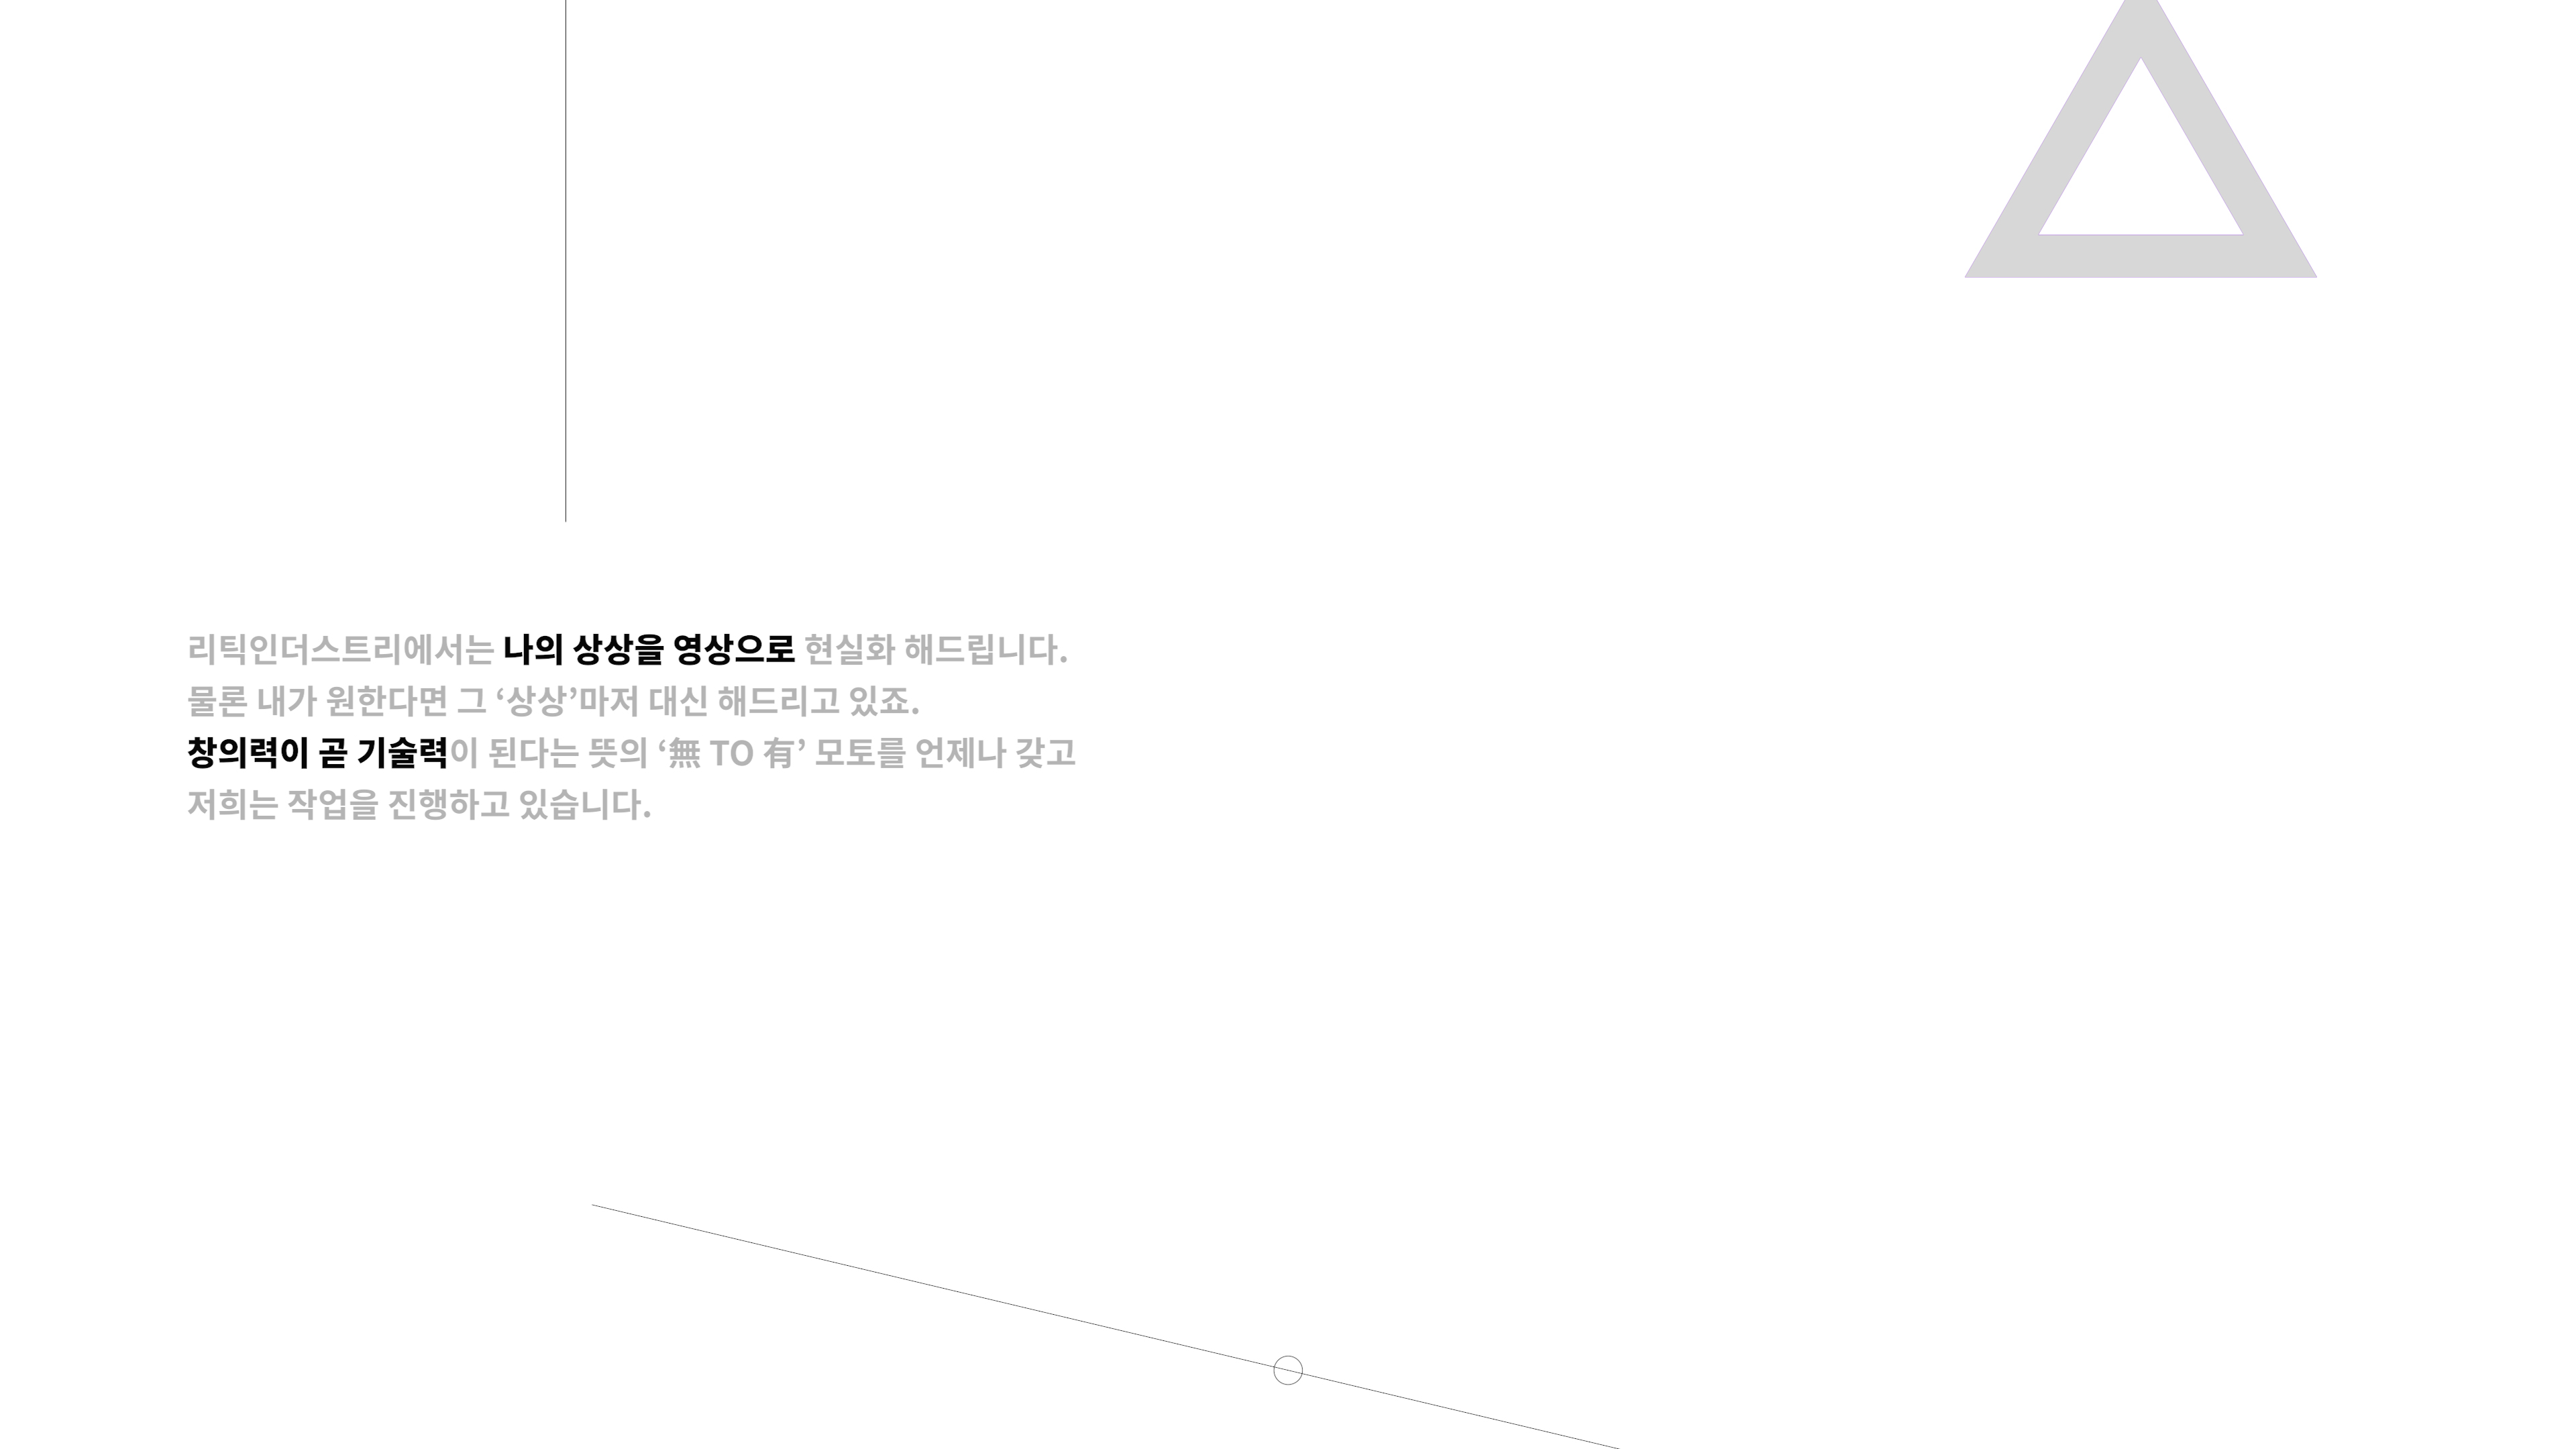 리틱인더스트리에서는 나의 상상을 영상으로 현실화 해드립니다.
물론 내가 원한다면 그 ‘상상’마저 대신 해드리고 있죠.
창의력이 곧 기술력이 된다는 뜻의 ‘無 TO 有’ 모토를 언제나 갖고
저희는 작업을 진행하고 있습니다.